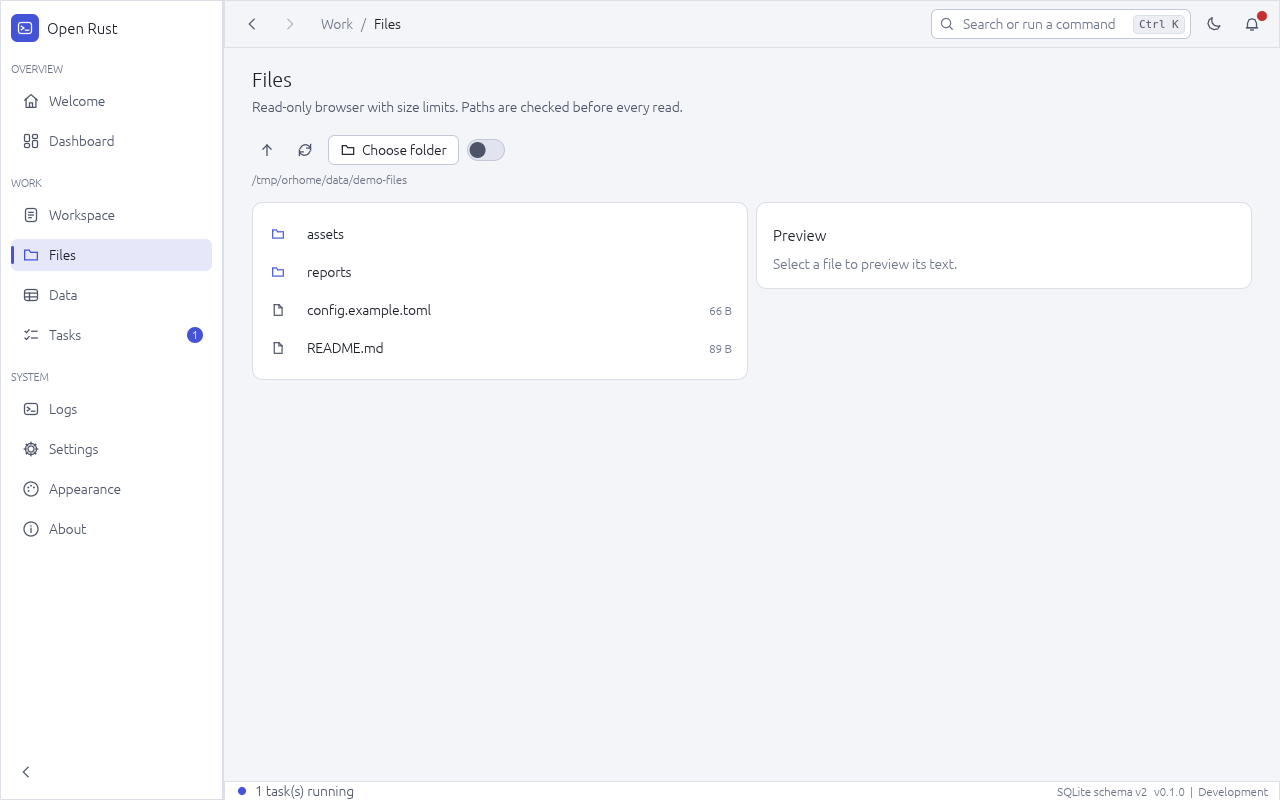 Open Rust
OVERVIEW
Welcome
Dashboard
WORK
Workspace
Files
Data
Tasks 1
SYSTEM
Logs
Settings
Appearance
About
Work / Files
Search or run a command Ctrl K
Files
Read-only browser with size limits. Paths are checked before every read.
Choose folder
/tmp/orhome/data/demo-files
assets
reports
config.example.toml 66 B
README.md 89 B
Preview
Select a file to preview its text.
1 task(s) running
SQLite schema v2 v0.1.0 | Development